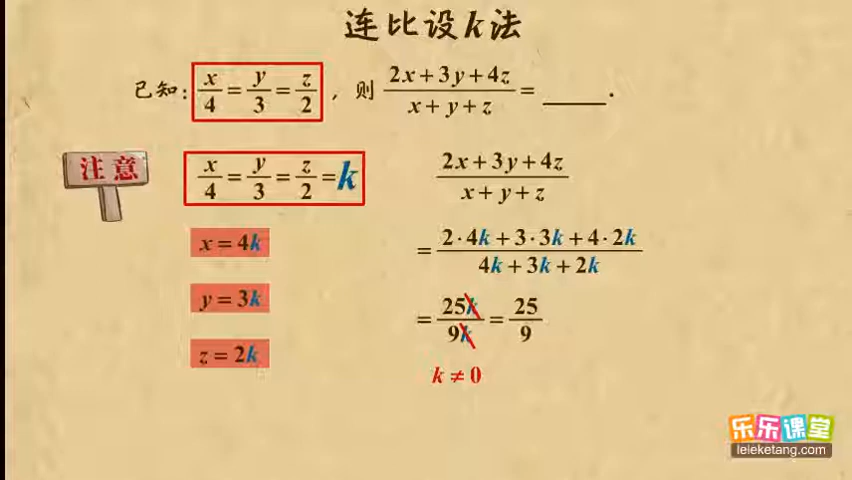 连比设k法
已知: x/4 = y/3 = z/2 , 则 (2x+3y+4z)/(x+y+z) = ____.
注意
x/4 = y/3 = z/2 = k
(2x+3y+4z)/(x+y+z)
x = 4k
= (2·4k+3·3k+4·2k)/(4k+3k+2k)
y = 3k
= 25k/9k = 25/9
z = 2k
k ≠ 0
乐乐课堂
leleketang.com